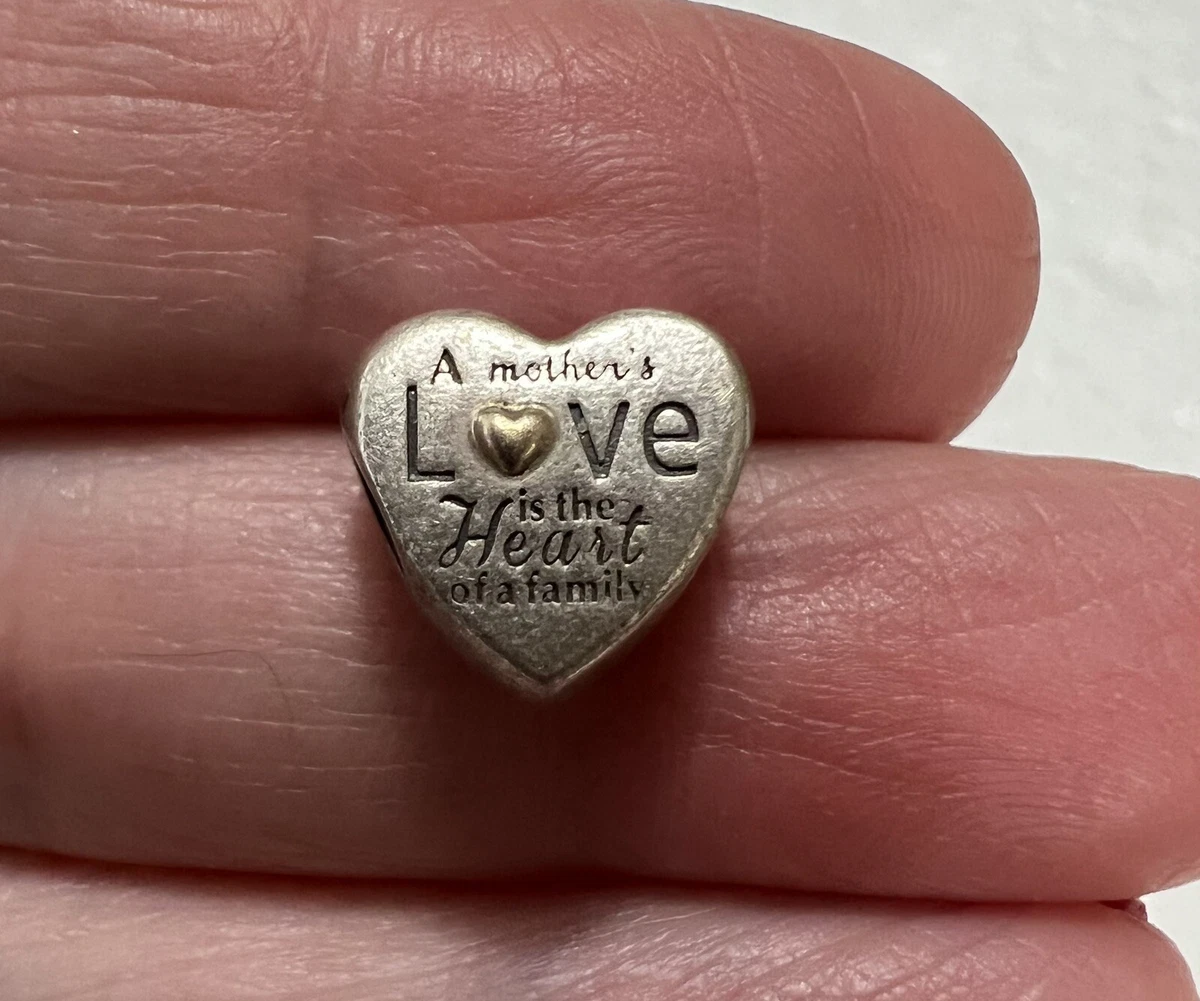 A mother's
Love
is the
Heart
of a family